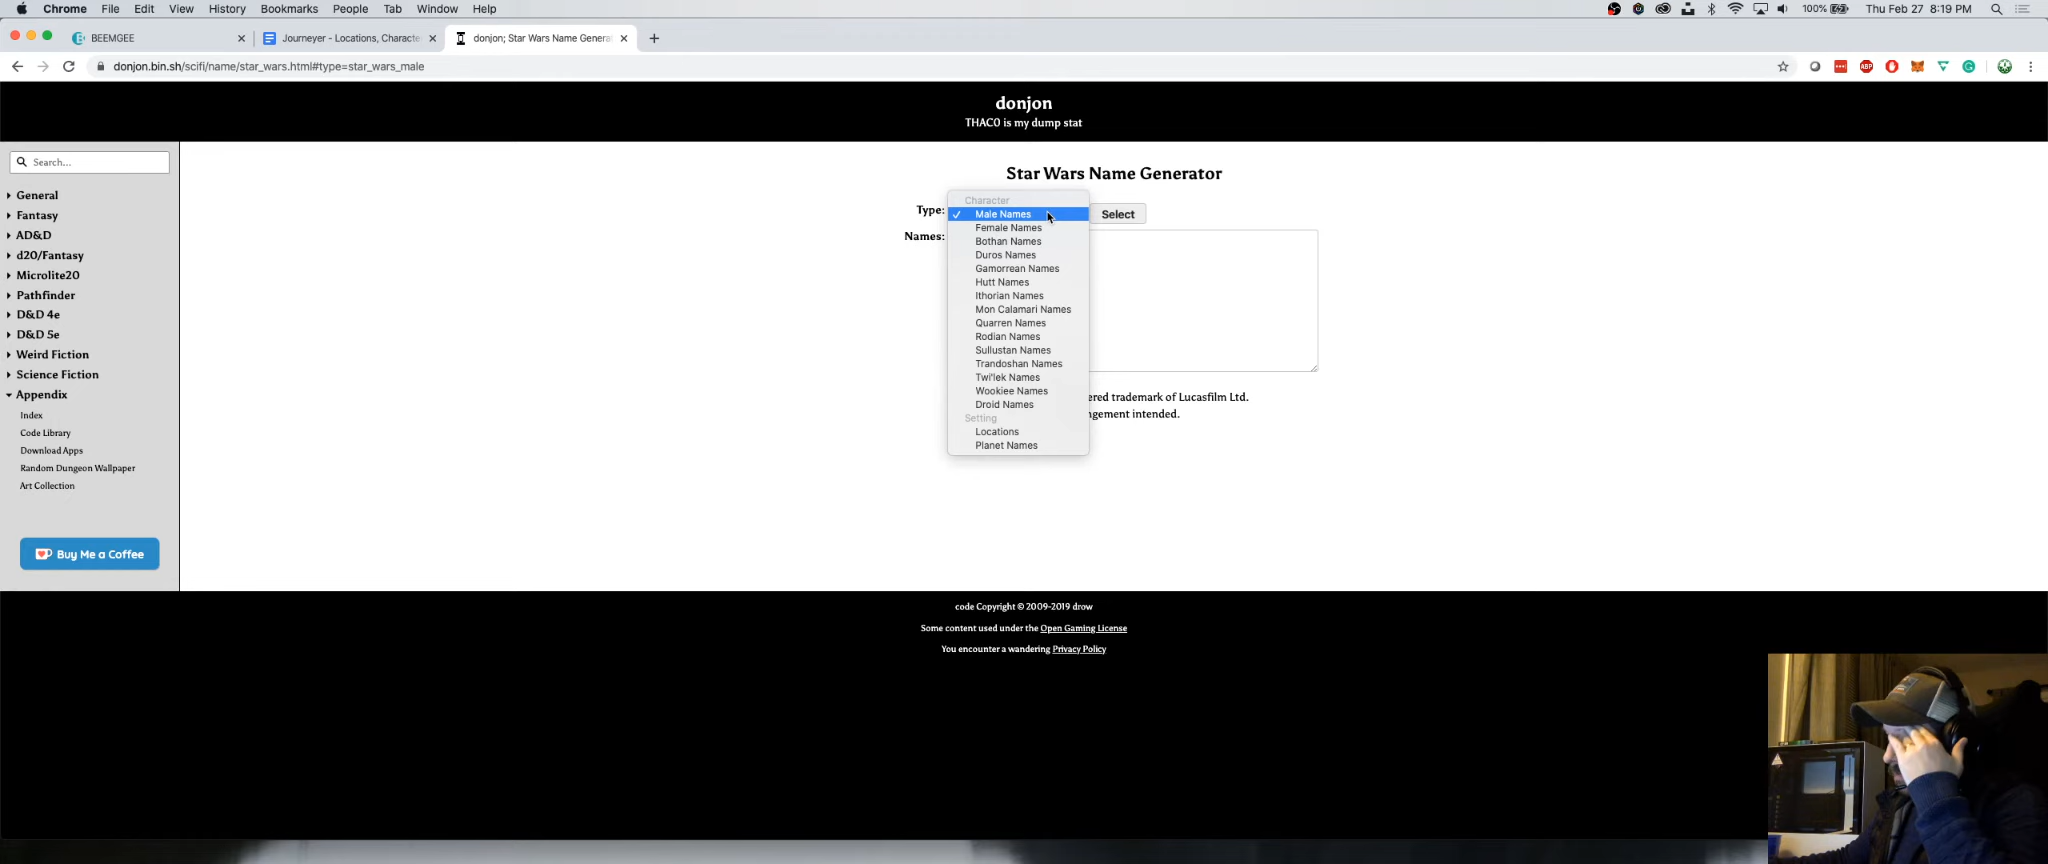 Chrome File Edit View History Bookmarks People Tab Window Help 100% Thu Feb 27 8:19 PM
BEEMGEE Journeyer - Locations, Characte donjon; Star Wars Name Genera
donjon.bin.sh/scifi/name/star_wars.html#type=star_wars_male ABP
donjon
THAC0 is my dump stat
Search...
General
Fantasy
AD&D
d20/Fantasy
Microlite20
Pathfinder
D&D 4e
D&D 5e
Weird Fiction
Science Fiction
Appendix
Index
Code Library
Download Apps
Random Dungeon Wallpaper
Art Collection
Buy Me a Coffee
Star Wars Name Generator
Type:
Select
Names:
Character
Male Names
Female Names
Bothan Names
Duros Names
Gamorrean Names
Hutt Names
Ithorian Names
Mon Calamari Names
Quarren Names
Rodian Names
Sullustan Names
Trandoshan Names
Twi'lek Names
Wookiee Names
Droid Names
Setting
Locations
Planet Names
ered trademark of Lucasfilm Ltd.
ngement intended.
code Copyright © 2009-2019 drow
Some content used under the Open Gaming License
You encounter a wandering Privacy Policy